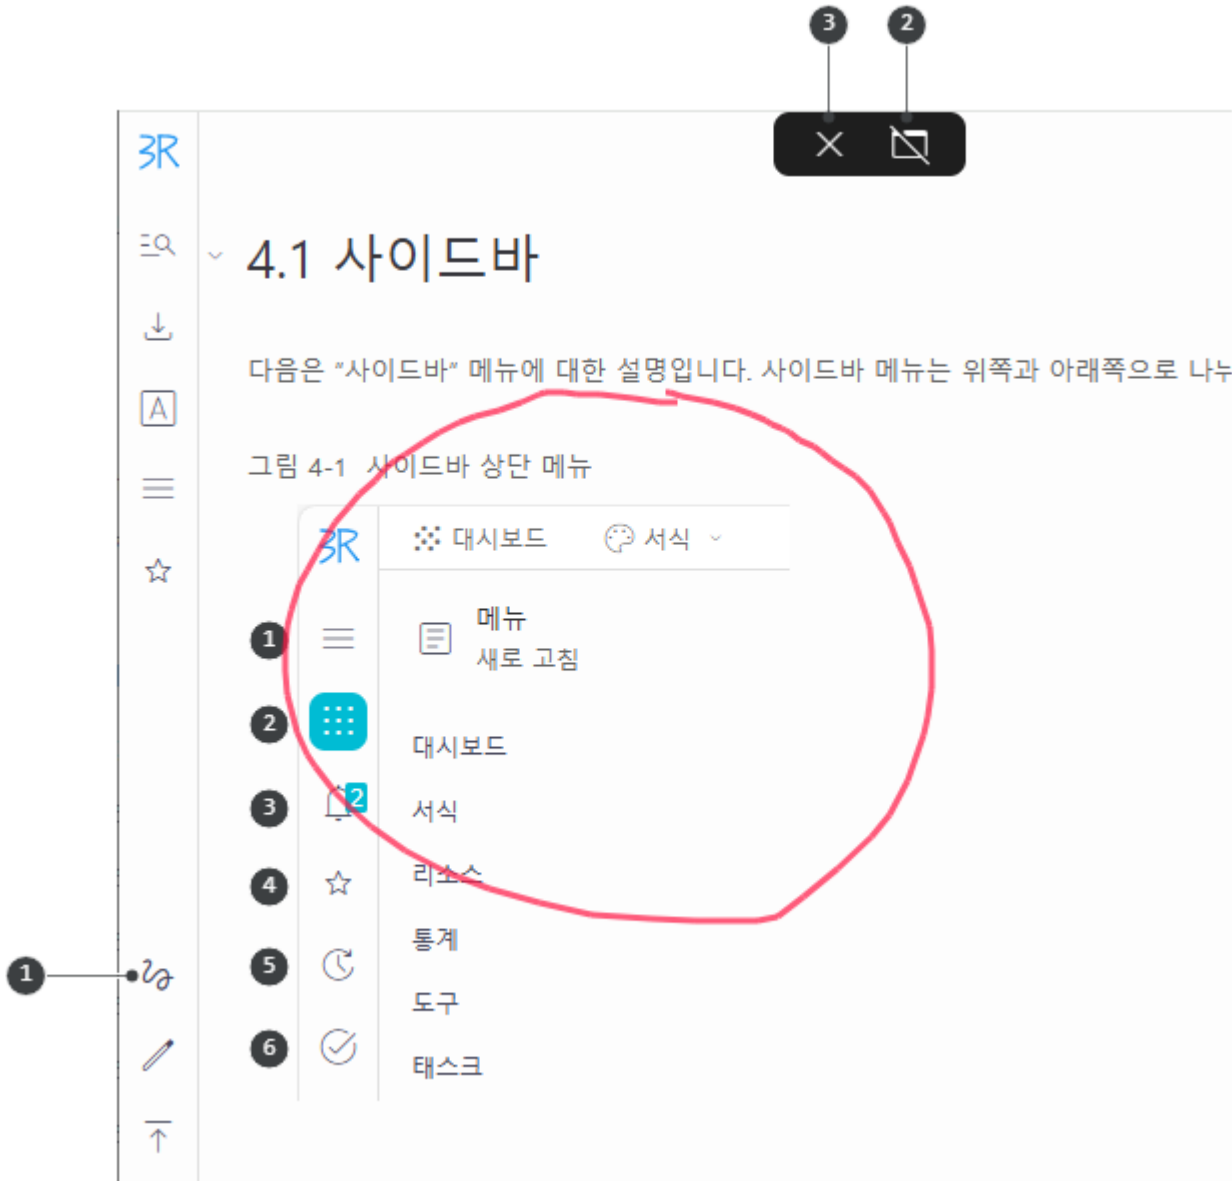 3 2
3R
4.1 사이드바
다음은 “사이드바” 메뉴에 대한 설명입니다. 사이드바 메뉴는 위쪽과 아래쪽으로 나누
A
그림 4-1 사이드바 상단 메뉴
3R 대시보드 서식
1 메뉴
새로 고침
2 대시보드
3 2 서식
4 리소스
통계
1 5
도구
6 태스크